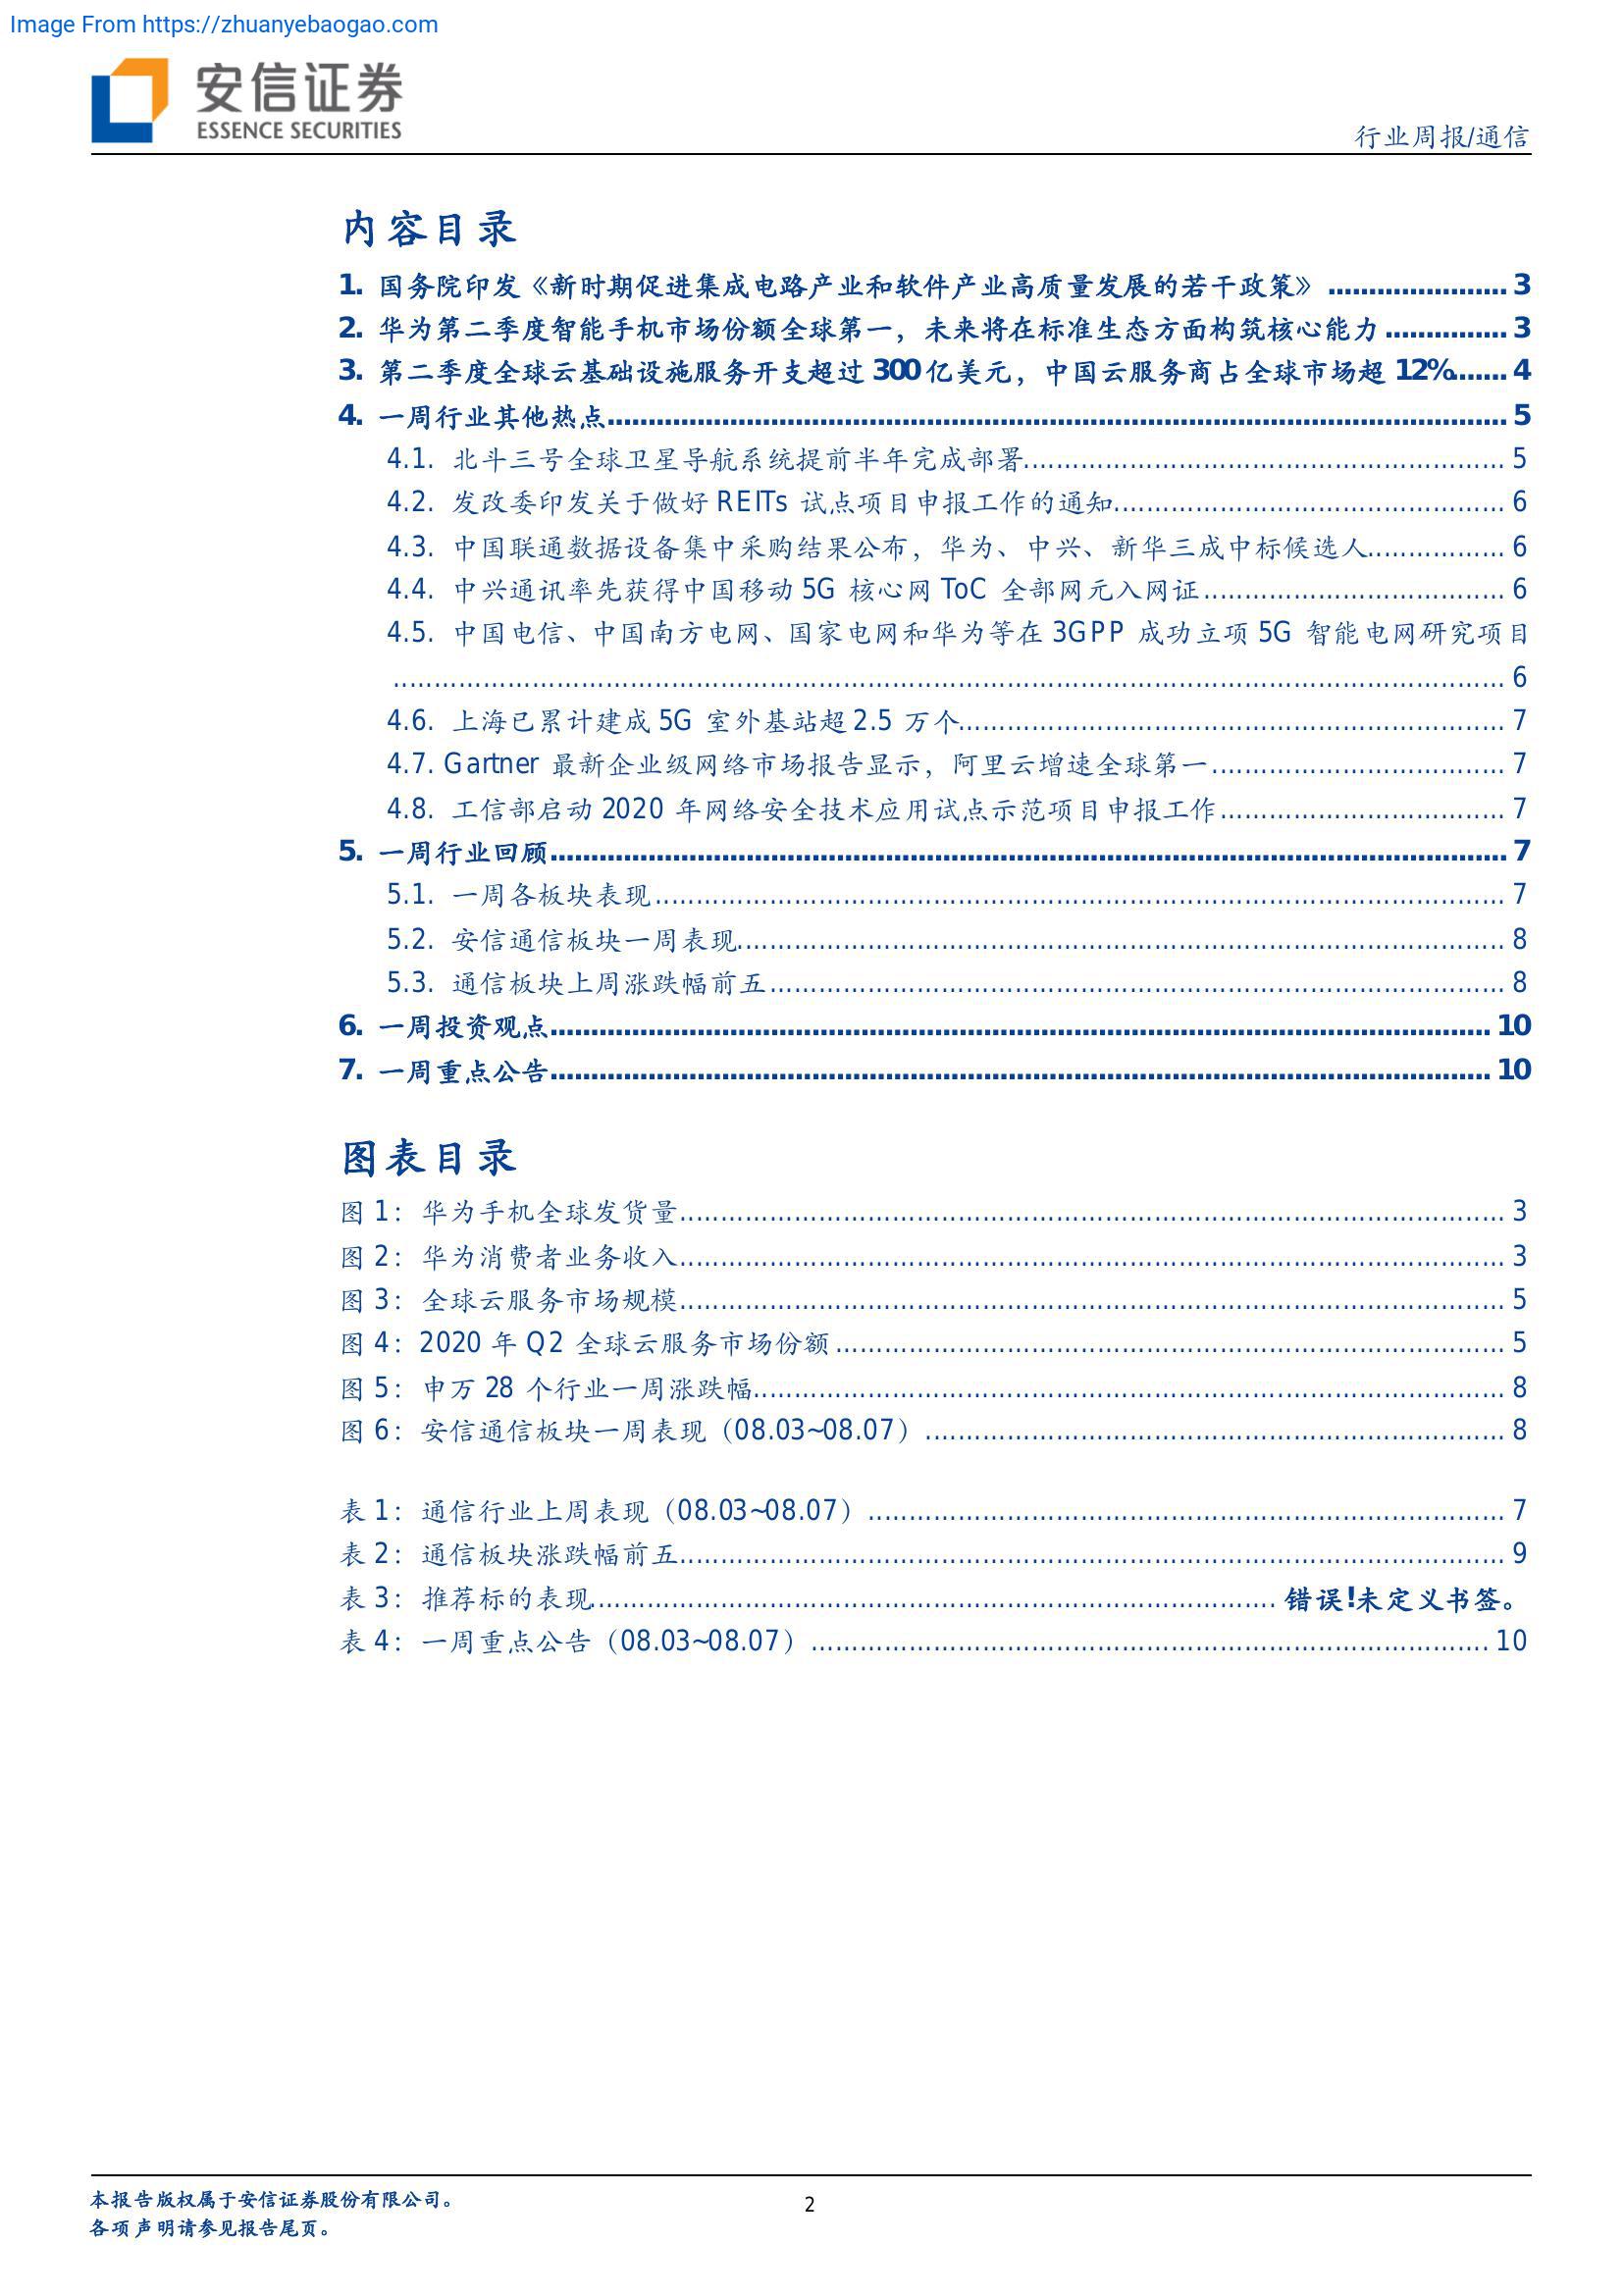 Image From https://zhuanyebaogao.com
安信证券
ESSENCE SECURITIES
行业周报/通信
内容目录
1. 国务院印发《新时期促进集成电路产业和软件产业高质量发展的若干政策》 ...................... 3
2. 华为第二季度智能手机市场份额全球第一，未来将在标准生态方面构筑核心能力 ............... 3
3. 第二季度全球云基础设施服务开支超过 300 亿美元，中国云服务商占全球市场超 12%....... 4
4. 一周行业其他热点.................................................. 5
4.1. 北斗三号全球卫星导航系统提前半年完成部署.............................. 5
4.2. 发改委印发关于做好 REITs 试点项目申报工作的通知......................... 6
4.3. 中国联通数据设备集中采购结果公布，华为、中兴、新华三成中标候选人................. 6
4.4. 中兴通讯率先获得中国移动 5G 核心网 ToC 全部网元入网证......................... 6
4.5. 中国电信、中国南方电网、国家电网和华为等在 3GPP 成功立项 5G 智能电网研究项目
.................................................. 6
4.6. 上海已累计建成 5G 室外基站超 2.5 万个.............................. 7
4.7. Gartner 最新企业级网络市场报告显示，阿里云增速全球第一......................... 7
4.8. 工信部启动 2020 年网络安全技术应用试点示范项目申报工作......................... 7
5. 一周行业回顾.................................................. 7
5.1. 一周各板块表现.................................................. 7
5.2. 安信通信板块一周表现.................................................. 8
5.3. 通信板块上周涨跌幅前五.................................................. 8
6. 一周投资观点.................................................. 10
7. 一周重点公告.................................................. 10
图表目录
图 1：华为手机全球发货量.................................................. 3
图 2：华为消费者业务收入.................................................. 3
图 3：全球云服务市场规模.................................................. 5
图 4：2020 年 Q2 全球云服务市场份额.................................................. 5
图 5：申万 28 个行业一周涨跌幅.................................................. 8
图 6：安信通信板块一周表现（08.03~08.07）.................................................. 8
表 1：通信行业上周表现（08.03~08.07）.................................................. 7
表 2：通信板块涨跌幅前五.................................................. 9
表 3：推荐标的表现.................................................. 错误!未定义书签。
表 4：一周重点公告（08.03~08.07）.................................................. 10
本报告版权属于安信证券股份有限公司。
2
各项声明请参见报告尾页。